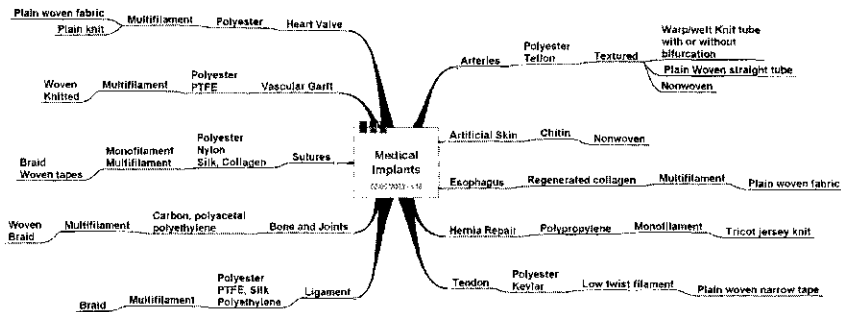 Plain woven fabric
Plain knit
Multifilament
Polyester
Heart Valve
Woven
Knitted
Multifilament
Polyester
PTFE
Vascular Garft
Braid
Woven tapes
Monofilament
Multifilament
Polyester
Nylon
Silk, Collagen
Sutures
Woven
Braid
Multifilament
Carbon, polyacetal
polyethylene
Bone and Joints
Braid
Multifilament
Polyester
PTFE, Silk
Polyethylene
Ligament
Medical
Implants
Arteries
Polyester
Teflon
Textured
Warp/weft Knit tube
with or without
bifurcation
Plain Woven straight tube
Nonwoven
Artificial Skin
Chitin
Nonwoven
Esophagus
Regenerated collagen
Multifilament
Plain woven fabric
Hernia Repair
Polypropylene
Monofilament
Tricot jersey knit
Tendon
Polyester
Kevlar
Low twist filament
Plain woven narrow tape